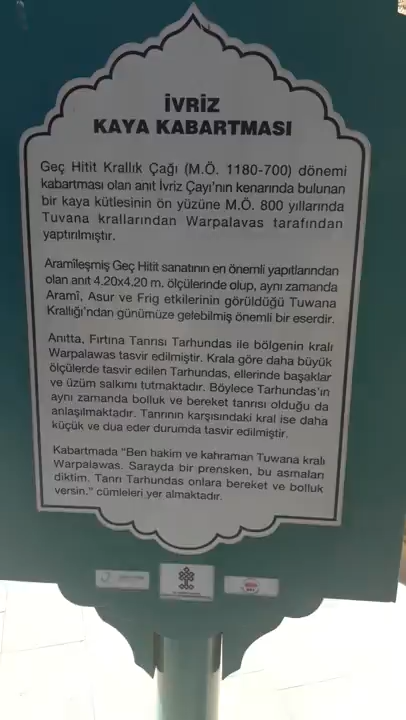 İVRİZ
KAYA KABARTMASI
Geç Hitit Krallık Çağı (M.Ö. 1180-700) dönemi
kabartması olan anıt İvriz Çayı'nın kenarında bulunan
bir kaya kütlesinin ön yüzüne M.Ö. 800 yıllarında
Tuvana krallarından Warpalavas tarafından
yaptırılmıştır.
Aramîleşmiş Geç Hitit sanatının en önemli yapıtlarından
olan anıt 4.20x4.20 m. ölçülerinde olup, aynı zamanda
Aramî, Asur ve Frig etkilerinin görüldüğü Tuwana
Krallığı'ndan günümüze gelebilmiş önemli bir eserdir.
Anıtta, Fırtına Tanrısı Tarhundas ile bölgenin kralı
Warpalawas tasvir edilmiştir. Krala göre daha büyük
ölçülerde tasvir edilen Tarhundas, ellerinde başaklar
ve üzüm salkımı tutmaktadır. Böylece Tarhundas'ın
aynı zamanda bolluk ve bereket tanrısı olduğu da
anlaşılmaktadır. Tanrının karşısındaki kral ise daha
küçük ve dua eder durumda tasvir edilmiştir.
Kabartmada "Ben hakim ve kahraman Tuwana kralı
Warpalawas. Sarayda bir prensken, bu asmaları
diktim. Tanrı Tarhundas onlara bereket ve bolluk
versin." cümleleri yer almaktadır.